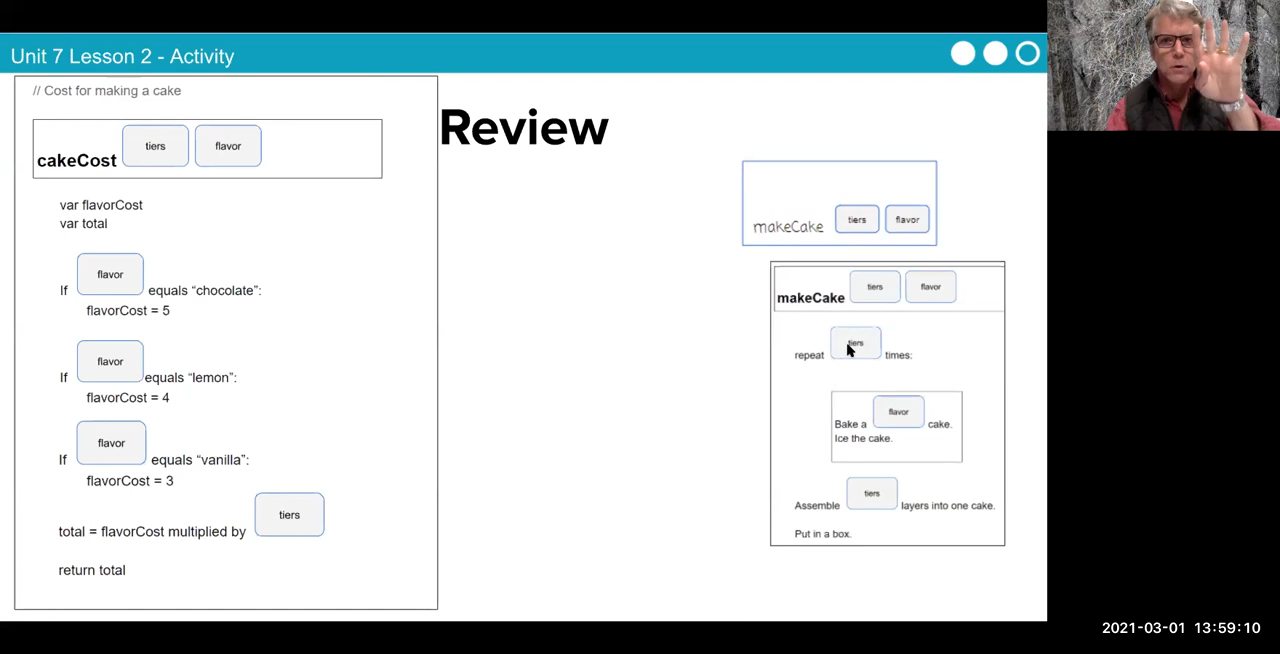 Unit 7 Lesson 2 - Activity
// Cost for making a cake
cakeCost tiers flavor
var flavorCost
var total
If flavor equals “chocolate”:
flavorCost = 5
If flavor equals “lemon”:
flavorCost = 4
If flavor equals “vanilla”:
flavorCost = 3
total = flavorCost multiplied by tiers
return total
Review
makeCake tiers flavor
makeCake tiers flavor
repeat tiers times:
Bake a flavor cake.
Ice the cake.
Assemble tiers layers into one cake.
Put in a box.
2021-03-01 13:59:10